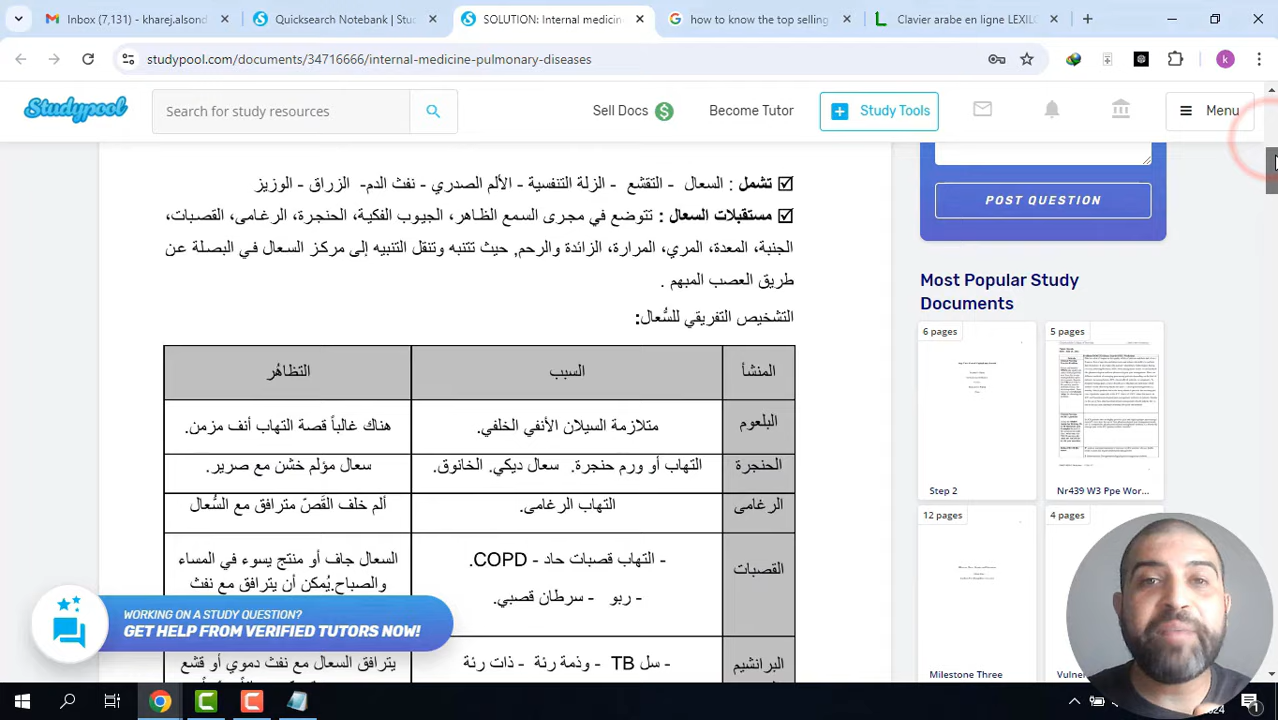 Inbox (7,131) - kharejalsond
Quicksearch Notebook | Stud
SOLUTION: Internal medicin
how to know the top selling
Clavier arabe en ligne LEXILO
studypool.com/documents/34716666/internal-medicine-pulmonary-diseases
k
Studypool
Search for study resources
Sell Docs
Become Tutor
Study Tools
Menu
تشمل : السعال - التقشع - الزلة التنفسية - الألم الصدري - نفث الدم- الزراق - الوزيز
مستقبلات السعال : تتوضع في مجرى السمع الظاهر، الجيوب الفكية، الحنجرة، الرغامى، القصبات،
الجنبة، المعدة، المري، المرارة، الزائدة والرحم, حيث تتنبه وتنقل التنبيه إلى مركز السعال في البصلة عن
طريق العصب المبهم .
التشخيص التفريقي للسُّعال:
المنشأ السبب التظاهر
البلعوم متلازمة السيلان الأنفي الخلفي. هناك غالباً قصة التهاب أنف مزمن.
الحنجرة التهاب أو ورم حنجرة. سعال ديكي. الخانوق. سعال مؤلم خشن مع صرير.
الرغامى التهاب الرغامى. ألم خلف القَصّ مترافق مع السُّعال
القصبات - التهاب قصبات حاد - COPD. السعال جاف أو منتج يسوء في المساء
- ربو - سرطان قصبي. والصباح.يُمكن أن يترافق مع نفث
البرانشيم - سل TB - وذمة رئة - ذات رئة يترافق السعال مع نفث دموي أو قشع
POST QUESTION
Most Popular Study
Documents
6 pages
5 pages
Step 2
Nr439 W3 Ppe Wor...
12 pages
4 pages
Milestone Three
Vulner
WORKING ON A STUDY QUESTION?
GET HELP FROM VERIFIED TUTORS NOW!